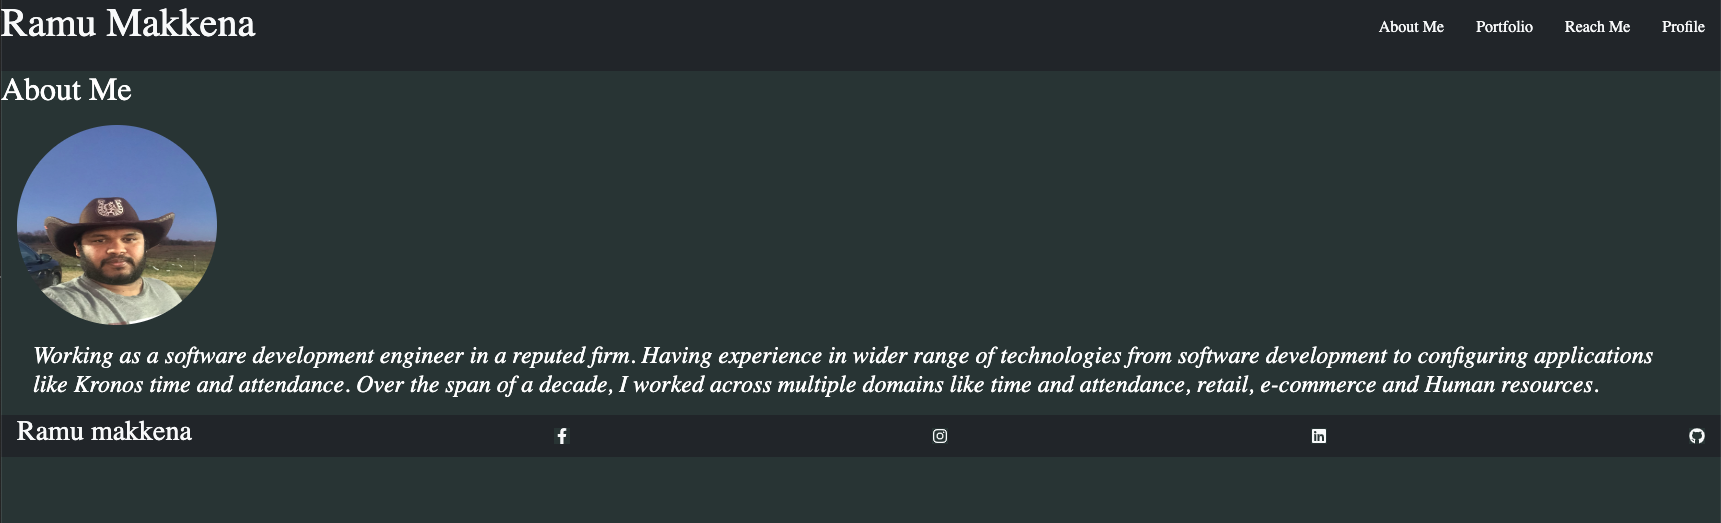 Ramu Makkena
About Me
Portfolio
Reach Me
Profile
About Me
Working as a software development engineer in a reputed firm. Having experience in wider range of technologies from software development to configuring applications
like Kronos time and attendance. Over the span of a decade, I worked across multiple domains like time and attendance, retail, e-commerce and Human resources.
Ramu makkena